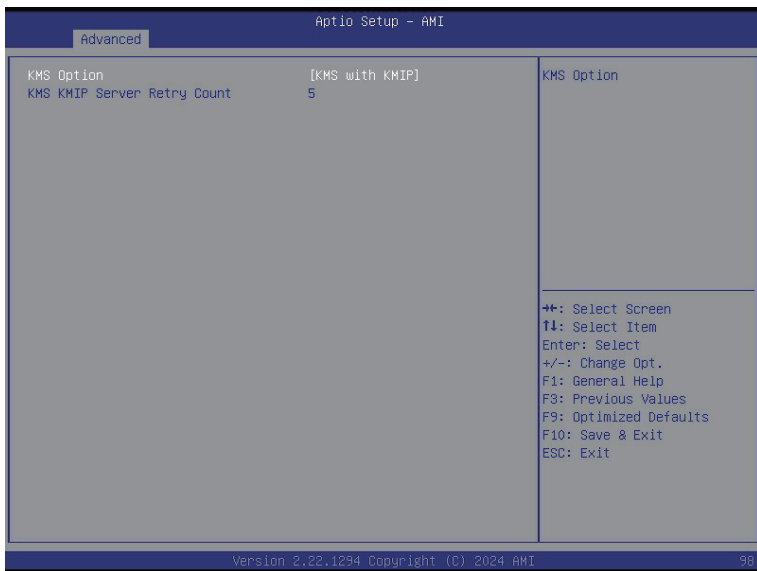 Aptio Setup – AMI
Advanced
KMS Option [KMS with KMIP]
KMS KMIP Server Retry Count 5
KMS Option
→←: Select Screen
↑↓: Select Item
Enter: Select
+/-: Change Opt.
F1: General Help
F3: Previous Values
F9: Optimized Defaults
F10: Save & Exit
ESC: Exit
Version 2.22.1294 Copyright (C) 2024 AMI
98